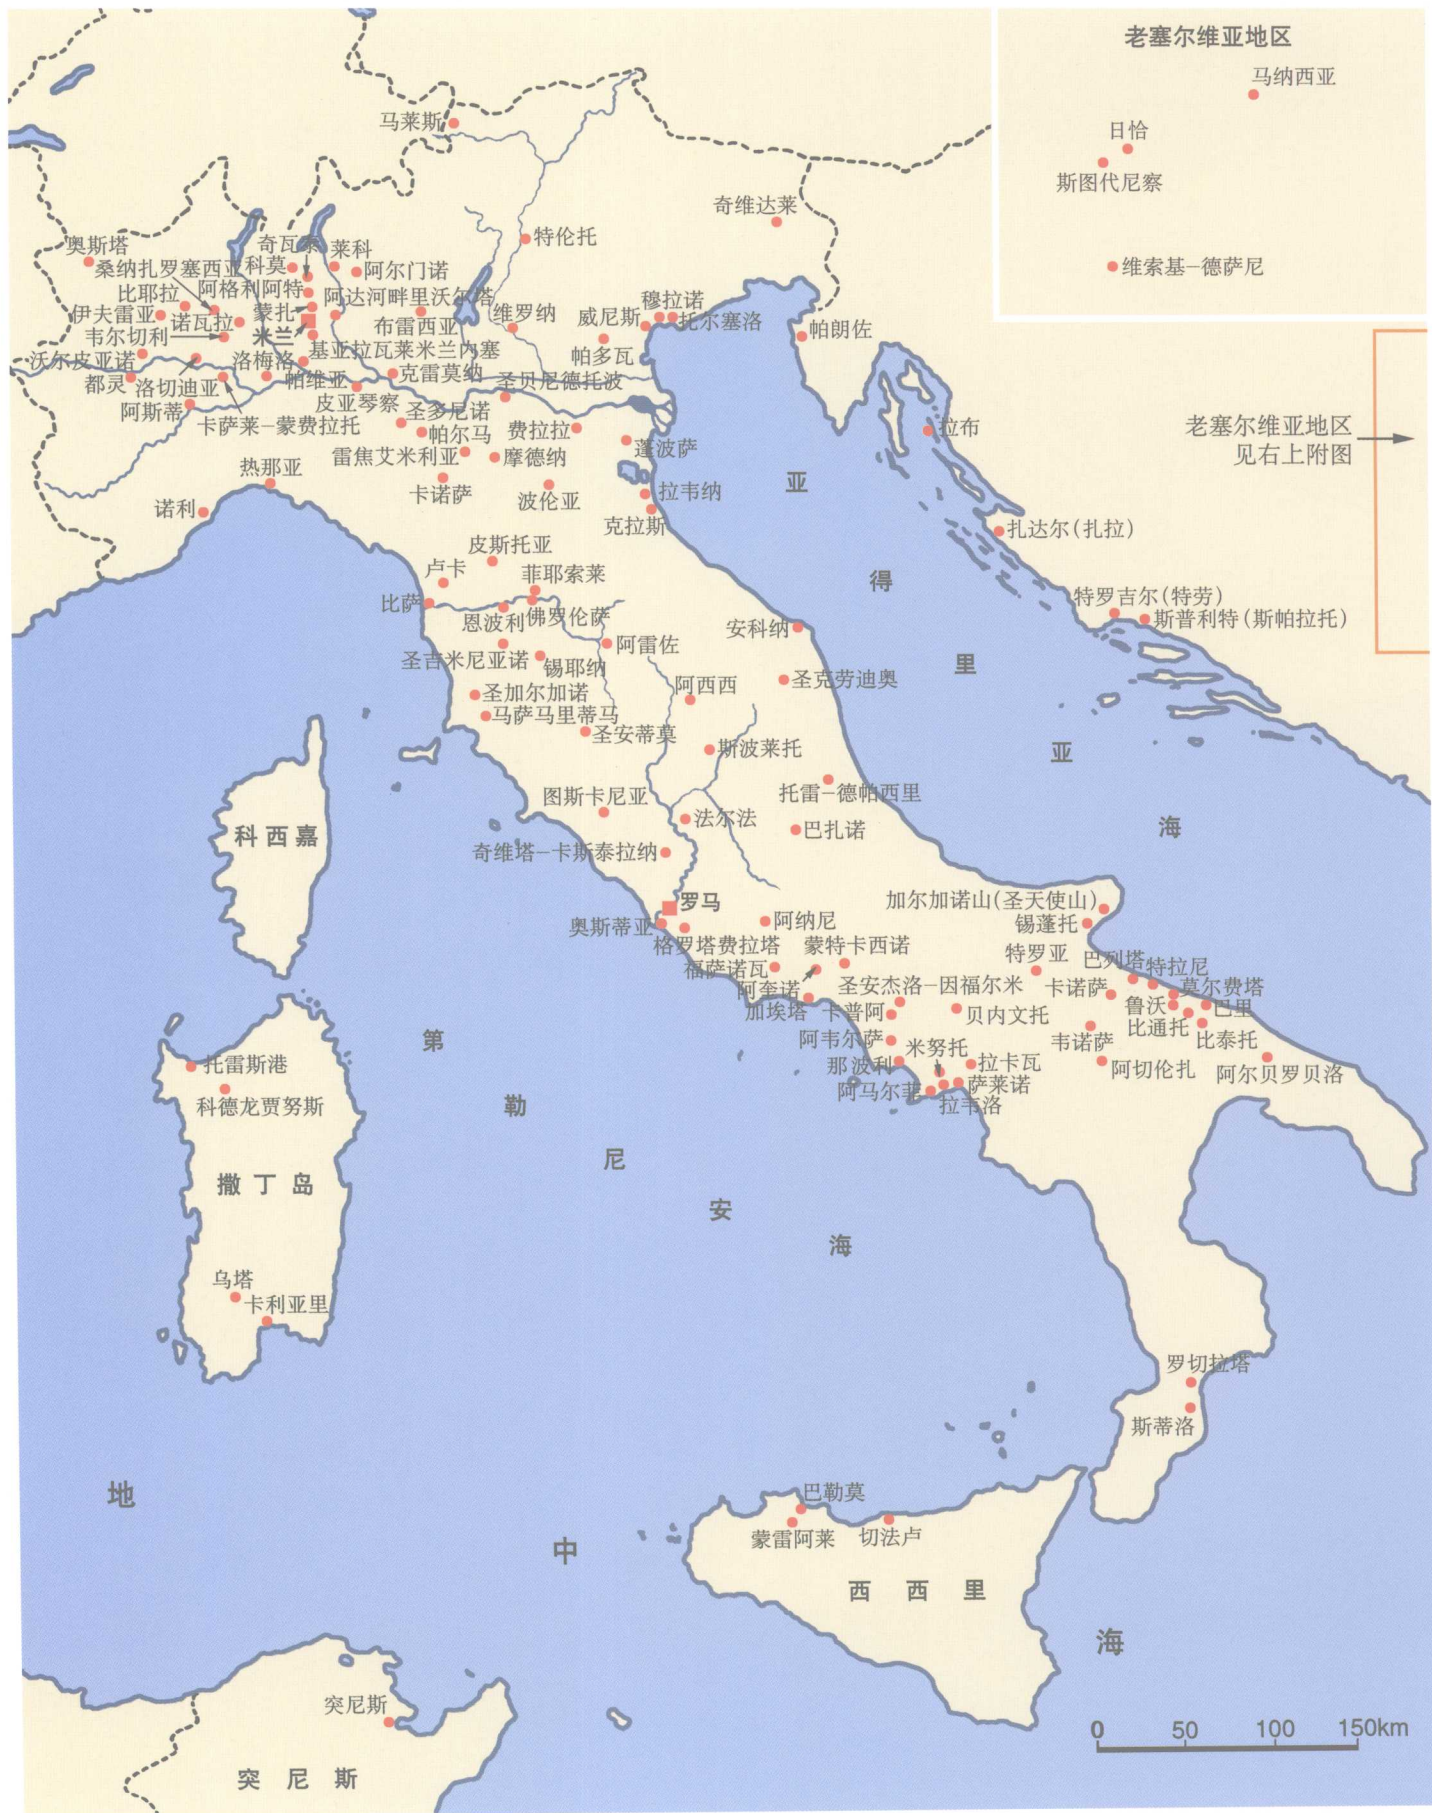 老塞尔维亚地区
马纳西亚
日恰
斯图代尼察
维索基-德萨尼
老塞尔维亚地区
见右上附图
马莱斯
奇维达莱
特伦托
奥斯塔
奇瓦泰
莱科
桑纳扎罗塞西亚
科莫
阿尔门诺
比耶拉
阿格利阿特
阿达河畔里沃尔塔
伊夫雷亚
诺瓦拉
蒙扎
布雷西亚
维罗纳
威尼斯
穆拉诺
托尔塞洛
韦尔切利
米兰
帕多瓦
帕朗佐
沃尔皮亚诺
洛梅洛
基亚拉瓦莱米兰内塞
都灵
洛切迪亚
帕维亚
克雷莫纳
圣贝尼德托波
阿斯蒂
卡萨莱-蒙费拉托
皮亚琴察
圣多尼诺
帕尔马
费拉拉
蓬波萨
拉布
雷焦艾米利亚
摩德纳
热那亚
卡诺萨
波伦亚
拉韦纳
诺利
克拉斯
扎达尔(扎拉)
皮斯托亚
卢卡
菲耶索莱
比萨
恩波利
佛罗伦萨
特罗吉尔(特劳)
斯普利特(斯帕拉托)
安科纳
阿雷佐
圣吉米尼亚诺
锡耶纳
圣克劳迪奥
圣加尔加诺
阿西西
马萨马里蒂马
圣安蒂莫
斯波莱托
图斯卡尼亚
托雷-德帕西里
法尔法
巴扎诺
奇维塔-卡斯泰拉纳
科西嘉
罗马
奥斯蒂亚
阿纳尼
加尔加诺山(圣天使山)
锡蓬托
格罗塔费拉塔
蒙特卡西诺
特罗亚
巴列塔
特拉尼
福萨诺瓦
阿奎诺
圣安杰洛-因福尔米
卡诺萨
莫尔费塔
加埃塔
卡普阿
贝内文托
鲁沃
巴里
比通托
阿韦尔萨
韦诺萨
比泰托
米努托
那波利
拉卡瓦
阿切伦扎
阿尔贝罗贝洛
阿马尔菲
萨莱诺
拉韦洛
托雷斯港
科德龙贾努斯
撒丁岛
乌塔
卡利亚里
罗切拉塔
斯蒂洛
巴勒莫
蒙雷阿莱
切法卢
西西里
突尼斯
突尼斯
亚得里亚海
第勒尼安海
地中海
0 50 100 150km